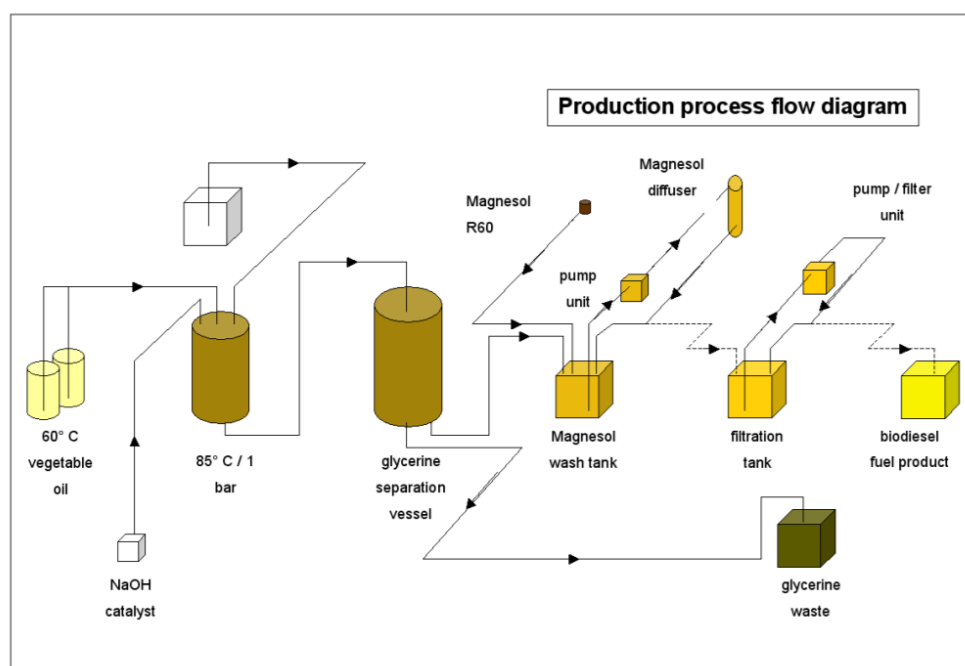 Production process flow diagram
Magnesol
diffuser
Magnesol
R60
pump / filter
unit
pump
unit
60° C
vegetable
oil
85° C / 1
bar
glycerine
separation
vessel
Magnesol
wash tank
filtration
tank
biodiesel
fuel product
NaOH
catalyst
glycerine
waste